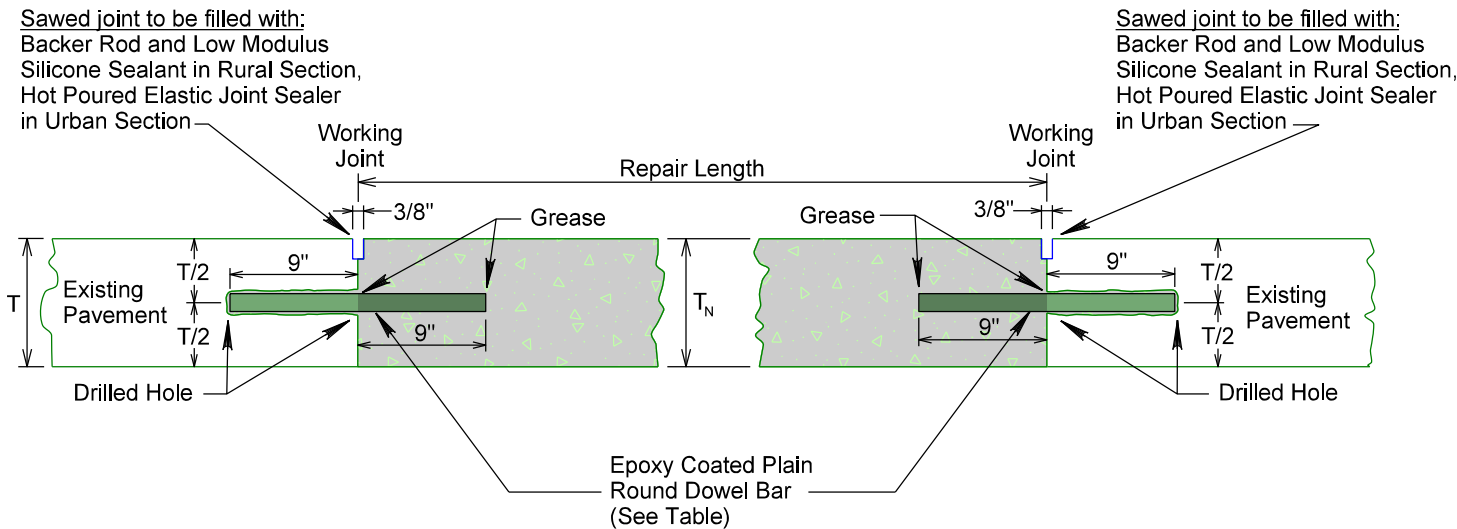 Sawed joint to be filled with:
Backer Rod and Low Modulus
Silicone Sealant in Rural Section,
Hot Poured Elastic Joint Sealer
in Urban Section
Sawed joint to be filled with:
Backer Rod and Low Modulus
Silicone Sealant in Rural Section,
Hot Poured Elastic Joint Sealer
in Urban Section
Working
Joint
Repair Length
Working
Joint
3/8"
Grease
Grease
3/8"
T
T/2
T/2
9"
Existing
Pavement
9"
Drilled Hole
T_N
9"
9"
T/2
T/2
Existing
Pavement
Drilled Hole
Epoxy Coated Plain
Round Dowel Bar
(See Table)